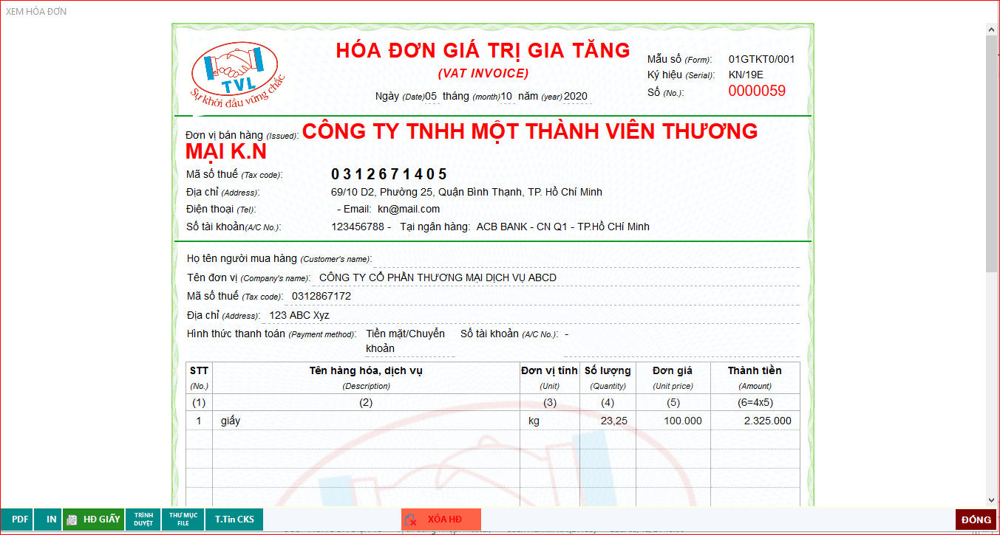 XEM HÓA ĐƠN
TVL
Sự khởi đầu vững chắc
HÓA ĐƠN GIÁ TRỊ GIA TĂNG
(VAT INVOICE)
Ngày (Date)05 tháng (month)10 năm (year)2020
Mẫu số (Form): 01GTKT0/001
Ký hiệu (Serial): KN/19E
Số (No.): 0000059
Đơn vị bán hàng (Issued): CÔNG TY TNHH MỘT THÀNH VIÊN THƯƠNG
MẠI K.N
Mã số thuế (Tax code): 0312671405
Địa chỉ (Address): 69/10 D2, Phường 25, Quận Bình Thạnh, TP. Hồ Chí Minh
Điện thoại (Tel): - Email: kn@mail.com
Số tài khoản(A/C No.): 123456788 - Tại ngân hàng: ACB BANK - CN Q1 - TP.Hồ CHí Minh
Họ tên người mua hàng (Customer's name):
Tên đơn vị (Company's name): CÔNG TY CỔ PHẦN THƯƠNG MẠI DỊCH VỤ ABCD
Mã số thuế (Tax code): 0312867172
Địa chỉ (Address): 123 ABC Xyz
Hình thức thanh toán (Payment method): Tiền mặt/Chuyển Số tài khoản (A/C No.): -
khoản
STT Tên hàng hóa, dịch vụ Đơn vị tính Số lượng Đơn giá Thành tiền
(No.) (Description) (Unit) (Quantity) (Unit price) (Amount)
(1) (2) (3) (4) (5) (6=4x5)
1 giấy kg 23,25 100.000 2.325.000
PDF IN HĐ GIẤY TRÌNH DUYỆT THƯ MỤC FILE T.Tin CKS XÓA HĐ ĐÓNG